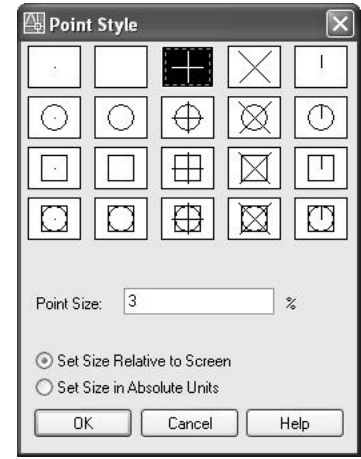 Point Style
Point Size: 3 %
Set Size Relative to Screen
Set Size in Absolute Units
OK Cancel Help